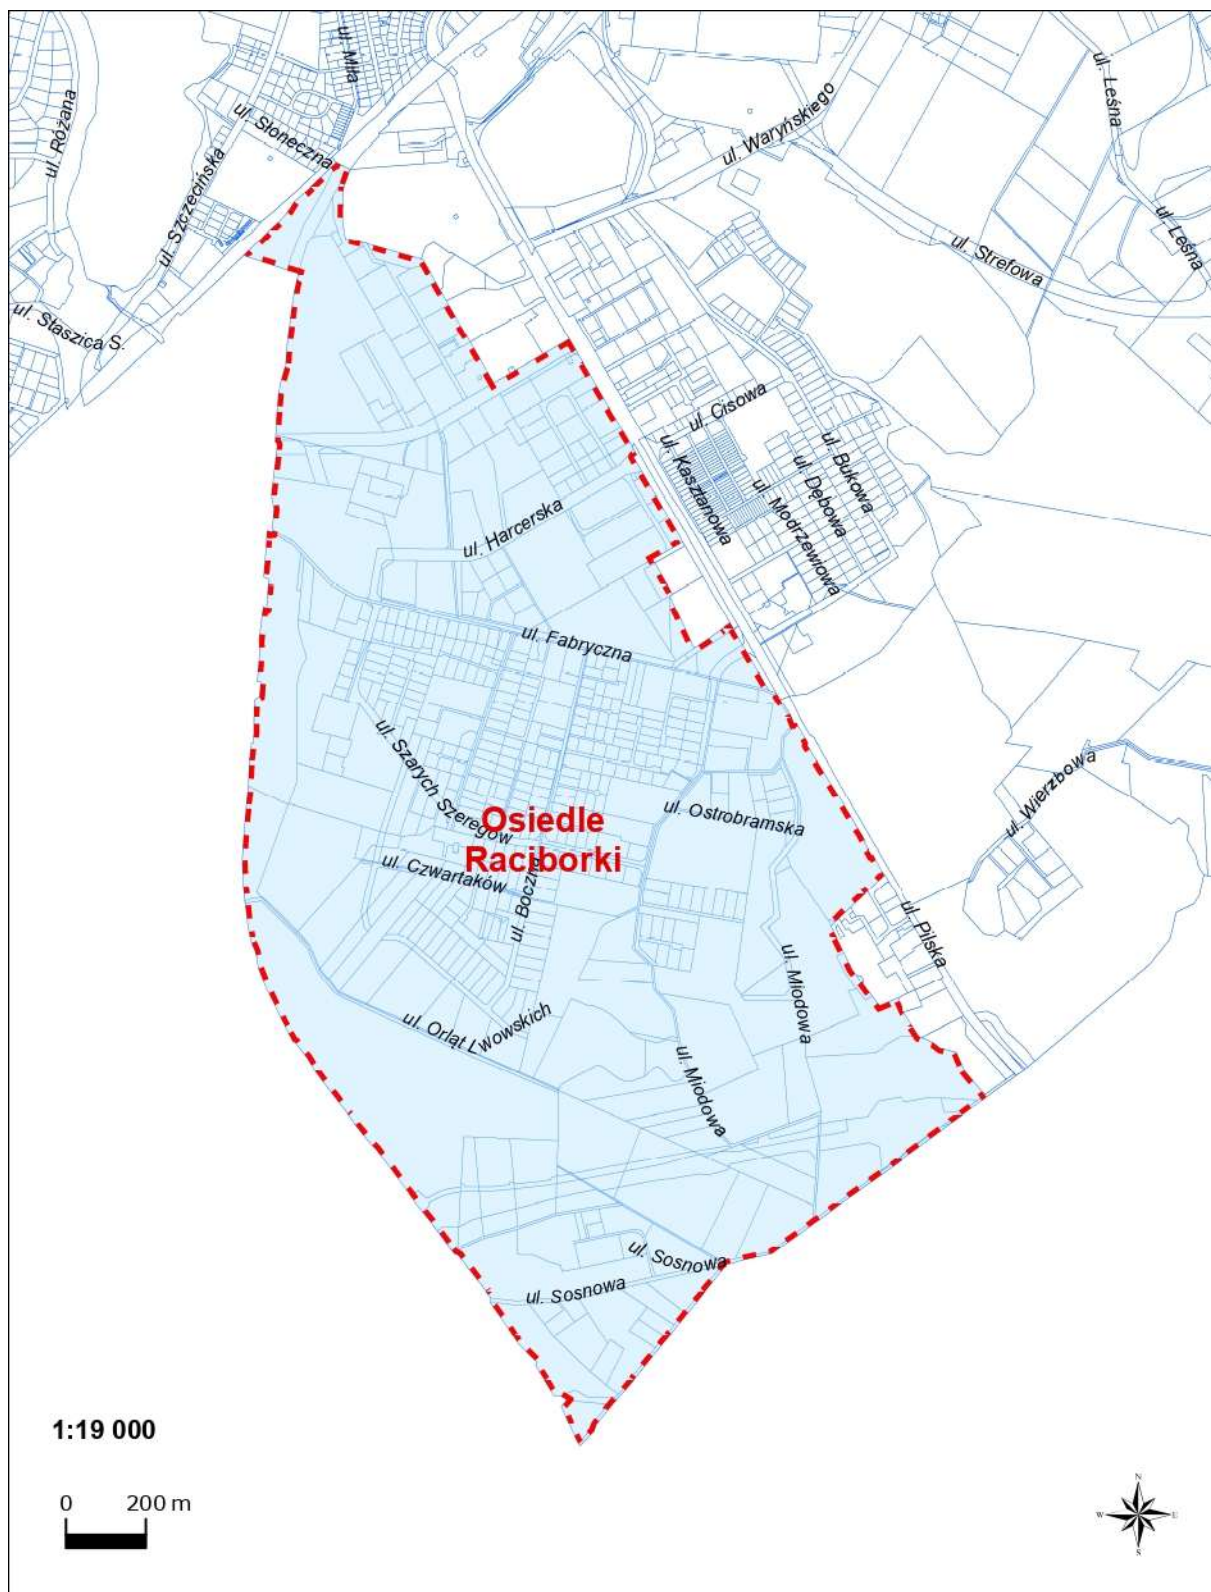 ul. Miła
ul. Różana
ul. Słoneczna
ul. Szczecińska
ul. Staszica S.
ul. Waryńskiego
ul. Leśna
ul. Leśna
ul. Strefowa
ul. Cisowa
ul. Kasztanowa
ul. Modrzewiowa
ul. Dębowa
ul. Bukowa
ul. Harcerska
ul. Fabryczna
ul. Szarych Szeregów
ul. Ostrobramska
ul. Wierzbowa
Osiedle
Raciborki
ul. Czwartaków
ul. Boczna
ul. Pilska
ul. Miodowa
ul. Orląt Lwowskich
ul. Miodowa
ul. Sosnowa
ul. Sosnowa
1:19 000
0 200 m
N
W U
S